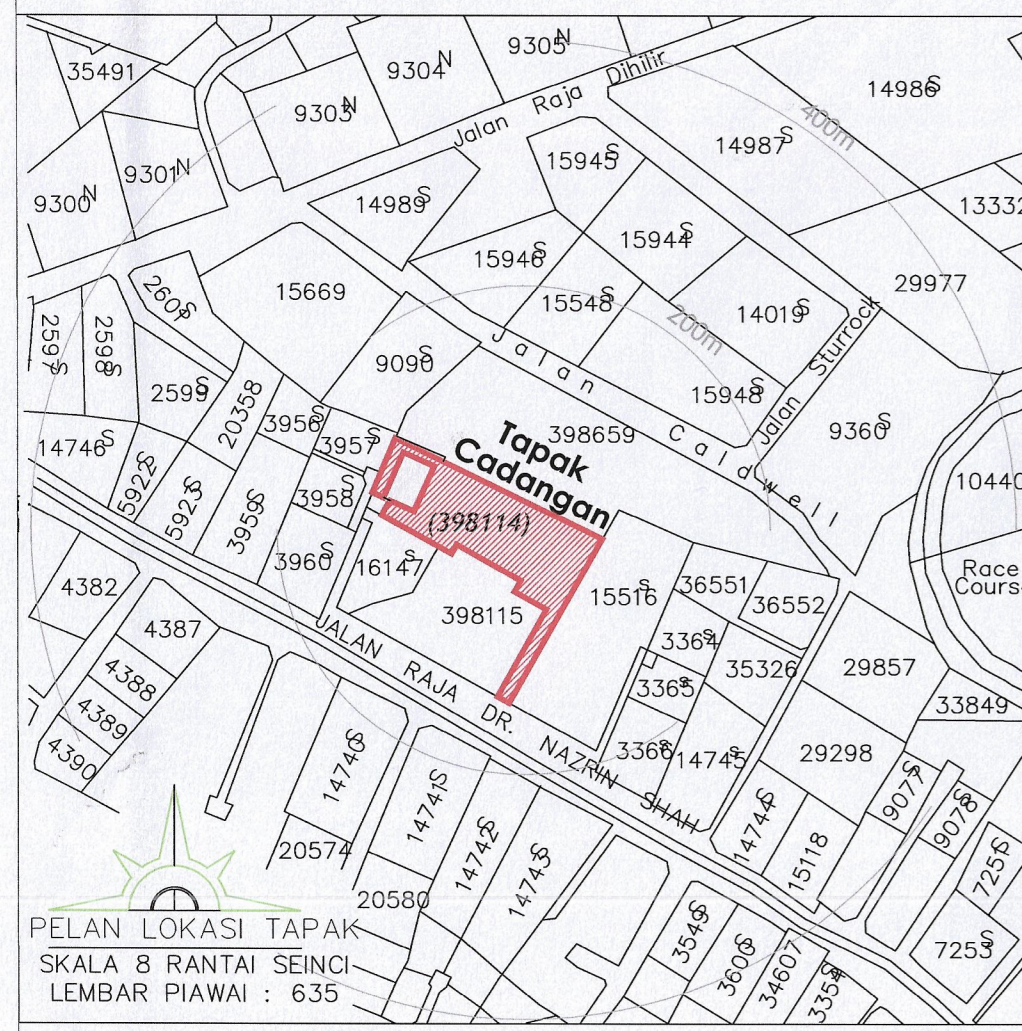 35491
9305N
9304N
9303N
9301N
9300N
Jalan Raja Dihilir
14986S
14987S
400m
15945S
13332
14989S
15944S
15946S
29977
2601S
15669
15548S
14019S
200m
2597S
2598S
Jalan Caldwell
Jalan Sturrock
9090S
2599S
20358
15948S
3956S
9360S
398659
14746S
3957S
Tapak
Cadangan
5922S
5923S
3959S
3958S
10440
(398114)
3960S
16147S
Race
Cours
4382
398115
15516S
36551
36552
4387
JALAN RAJA DR. NAZRIN SHAH
3364S
35326
29857
4388
3365S
33849
4389
3366S
14745S
29298
4390
14740S
14741S
9077S
9078S
14744S
15118
20574
14742S
14743S
7251S
20580
3549S
3600S
34607
3354S
7253S
PELAN LOKASI TAPAK
SKALA 8 RANTAI SEINCI
LEMBAR PIAWAI : 635